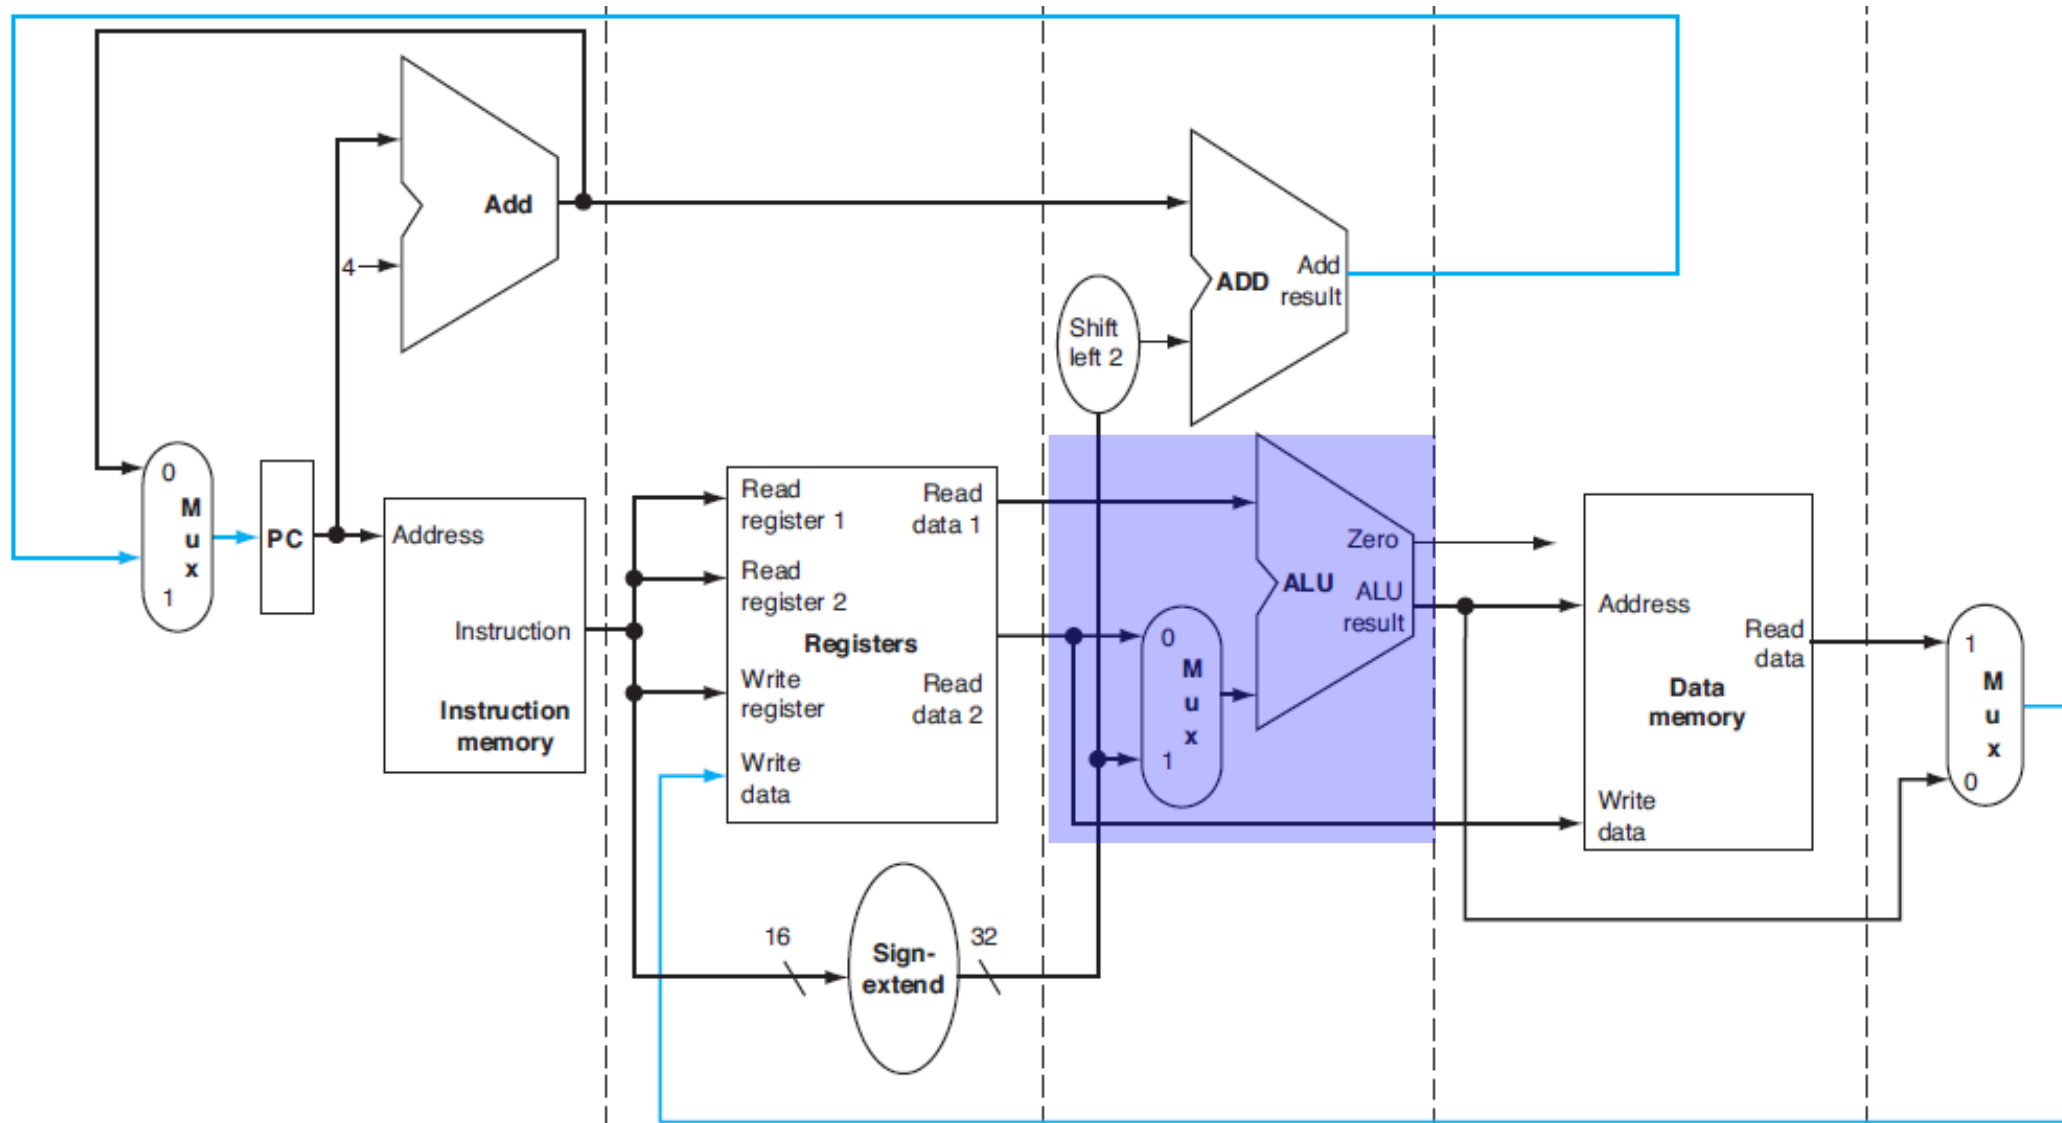 Add
4
ADD
Add
result
Shift
left 2
0
M
u
x
1
PC
Address
Instruction
Instruction
memory
Read
register 1
Read
data 1
Read
register 2
Registers
Write
register
Read
data 2
Write
data
16
Sign-
extend
32
0
M
u
x
1
Zero
ALU
ALU
result
Address
Read
data
Data
memory
Write
data
1
M
u
x
0